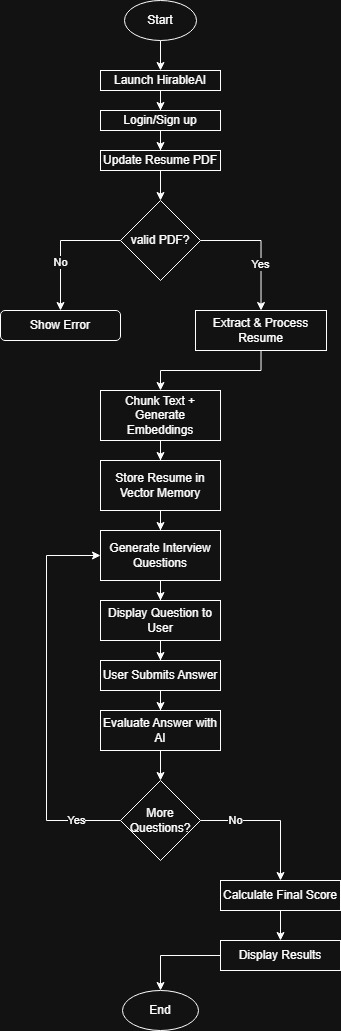 Start
Launch HirableAI
Login/Sign up
Update Resume PDF
valid PDF?
No
Yes
Show Error
Extract & Process
Resume
Chunk Text +
Generate
Embeddings
Store Resume in
Vector Memory
Generate Interview
Questions
Display Question to
User
User Submits Answer
Evaluate Answer with
AI
More
Questions?
Yes
No
Calculate Final Score
Display Results
End